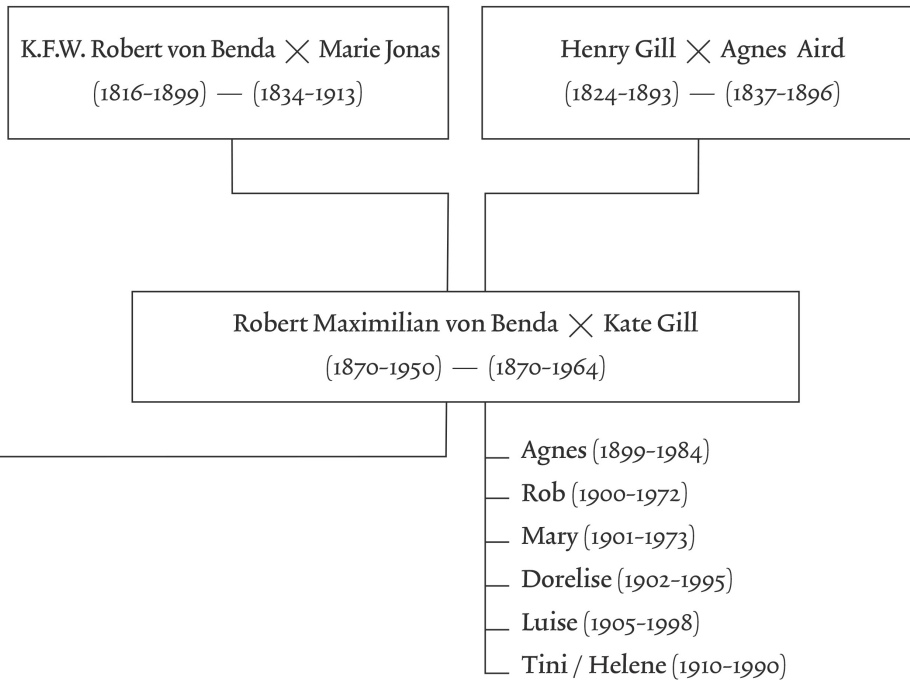 K.F.W. Robert von Benda × Marie Jonas
(1816–1899) — (1834–1913)
Henry Gill × Agnes Aird
(1824–1893) — (1837–1896)
Robert Maximilian von Benda × Kate Gill
(1870–1950) — (1870–1964)
Agnes (1899–1984)
Rob (1900–1972)
Mary (1901–1973)
Dorelise (1902–1995)
Luise (1905–1998)
Tini / Helene (1910–1990)